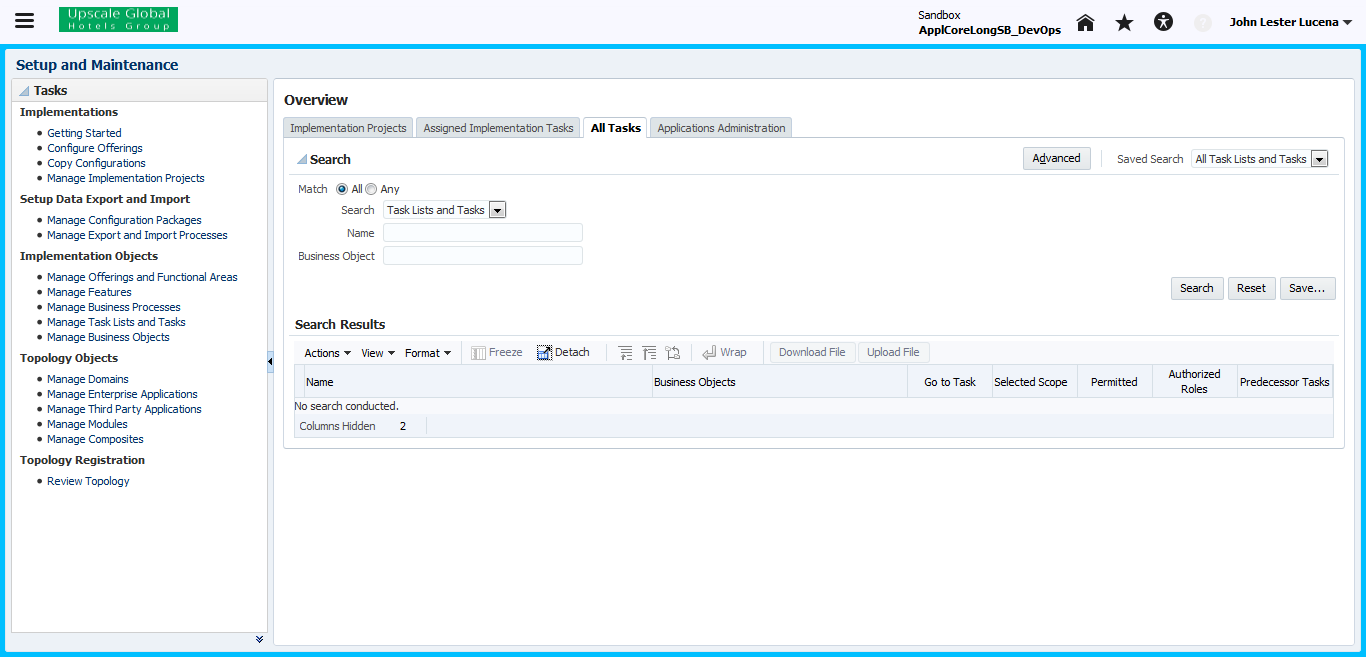 Upscale Global
Hotels Group
Sandbox
ApplCoreLongSB_DevOps
John Lester Lucena
Setup and Maintenance
Tasks
Implementations
Getting Started
Configure Offerings
Copy Configurations
Manage Implementation Projects
Setup Data Export and Import
Manage Configuration Packages
Manage Export and Import Processes
Implementation Objects
Manage Offerings and Functional Areas
Manage Features
Manage Business Processes
Manage Task Lists and Tasks
Manage Business Objects
Topology Objects
Manage Domains
Manage Enterprise Applications
Manage Third Party Applications
Manage Modules
Manage Composites
Topology Registration
Review Topology
Overview
Implementation Projects Assigned Implementation Tasks All Tasks Applications Administration
Search Advanced Saved Search All Task Lists and Tasks
Match All Any
Search Task Lists and Tasks
Name
Business Object
Search Reset Save...
Search Results
Actions View Format Freeze Detach Wrap Download File Upload File
Name Business Objects Go to Task Selected Scope Permitted Authorized Roles Predecessor Tasks
No search conducted.
Columns Hidden 2